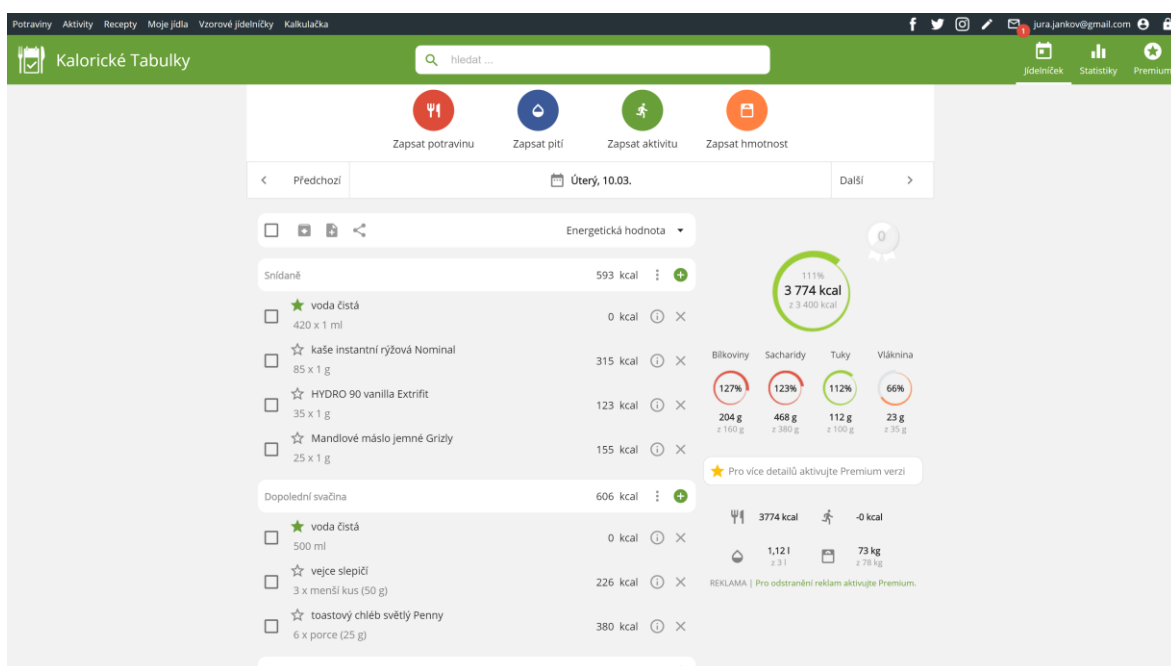 Potraviny Aktivity Recepty Moje jídla Vzorové jídelníčky Kalkulačka
1 jura.jankov@gmail.com
Kalorické Tabulky
hledat ...
Jídelníček Statistiky Premium
Zapsat potravinu Zapsat pití Zapsat aktivitu Zapsat hmotnost
Předchozí Úterý, 10.03. Další
Energetická hodnota
Snídaně 593 kcal
voda čistá
420 x 1 ml
0 kcal
kaše instantní rýžová Nominal
85 x 1 g
315 kcal
HYDRO 90 vanilla Extrifit
35 x 1 g
123 kcal
Mandlové máslo jemné Grizly
25 x 1 g
155 kcal
Dopolední svačina 606 kcal
voda čistá
500 ml
0 kcal
vejce slepičí
3 x menší kus (50 g)
226 kcal
toastový chléb světlý Penny
6 x porce (25 g)
380 kcal
0
111%
3 774 kcal
z 3 400 kcal
Bílkoviny Sacharidy Tuky Vláknina
127% 123% 112% 66%
204 g 468 g 112 g 23 g
z 160 g z 380 g z 100 g z 35 g
Pro více detailů aktivujte Premium verzi
3774 kcal -0 kcal
1,12 l 73 kg
z 3 l z 78 kg
REKLAMA | Pro odstranění reklam aktivujte Premium.